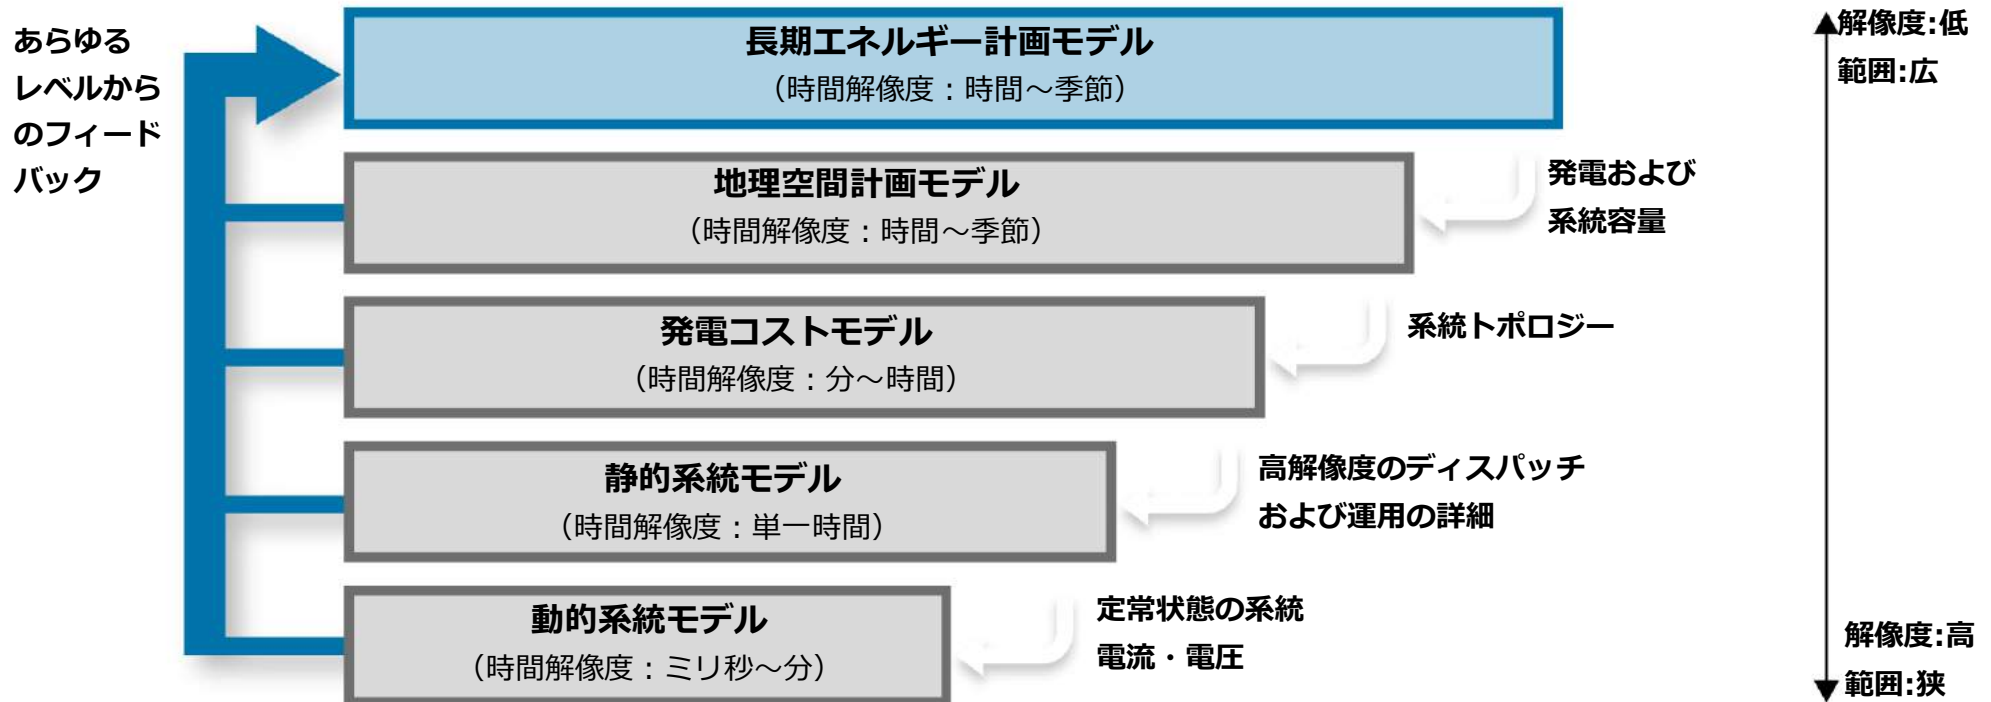 あらゆる
レベルから
のフィード
バック
長期エネルギー計画モデル
（時間解像度：時間～季節）
解像度:低
範囲:広
地理空間計画モデル
（時間解像度：時間～季節）
発電および
系統容量
発電コストモデル
（時間解像度：分～時間）
系統トポロジー
静的系統モデル
（時間解像度：単一時間）
高解像度のディスパッチ
および運用の詳細
動的系統モデル
（時間解像度：ミリ秒～分）
定常状態の系統
電流・電圧
解像度:高
範囲:狭